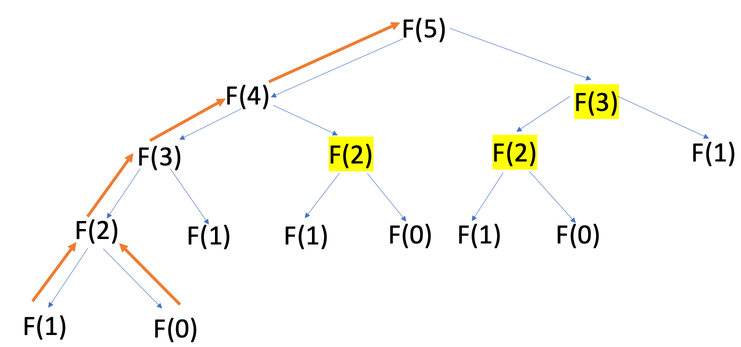 F(5)
F(4) F(3)
F(3) F(2) F(2) F(1)
F(2) F(1) F(1) F(0) F(1) F(0)
F(1) F(0)